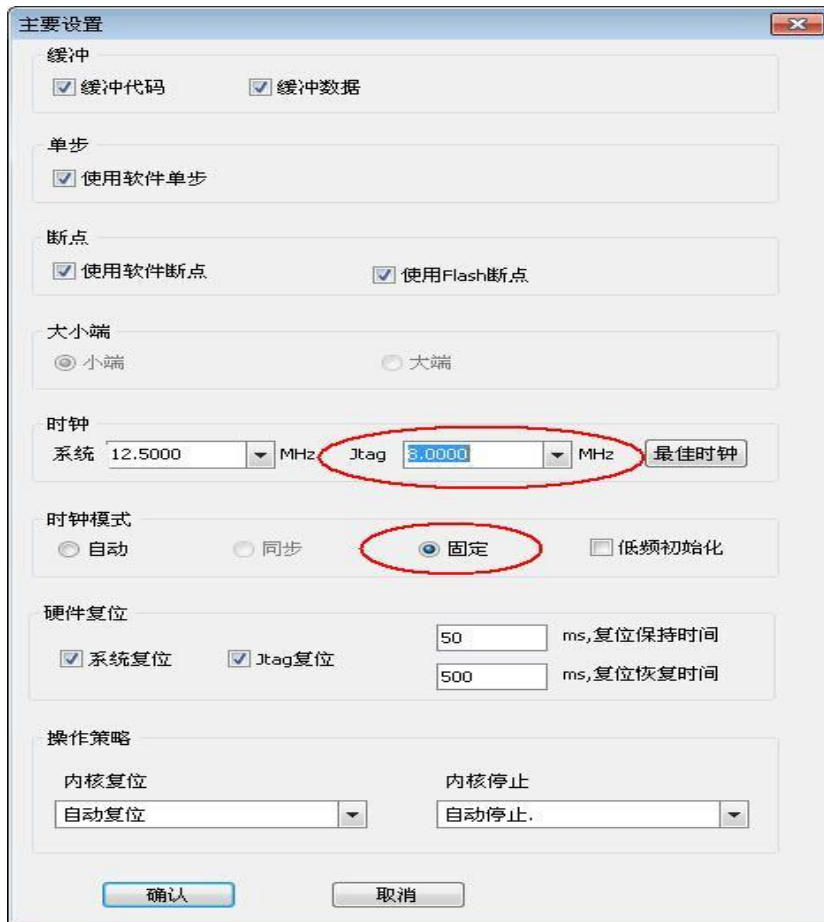 主要设置
缓冲
缓冲代码 缓冲数据
单步
使用软件单步
断点
使用软件断点 使用Flash断点
大小端
小端 大端
时钟
系统 12.5000 MHz Jtag 8.0000 MHz 最佳时钟
时钟模式
自动 同步 固定 低频初始化
硬件复位
系统复位 Jtag复位
50 ms,复位保持时间
500 ms,复位恢复时间
操作策略
内核复位 内核停止
自动复位 自动停止.
确认 取消